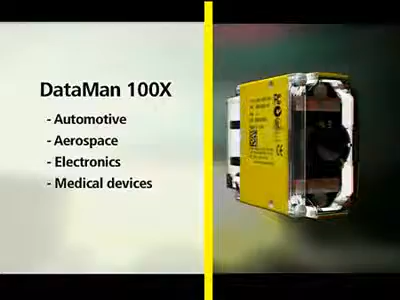 DataMan 100X
- Automotive
- Aerospace
- Electronics
- Medical devices